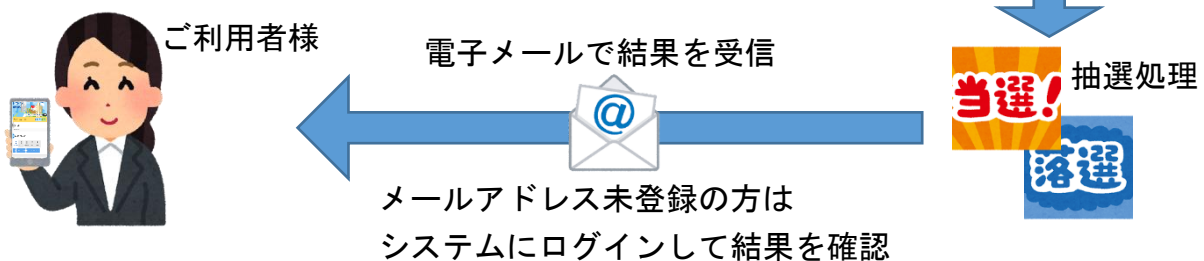 ご利用者様
電子メールで結果を受信
@
当選!
抽選処理
落選
メールアドレス未登録の方は
システムにログインして結果を確認